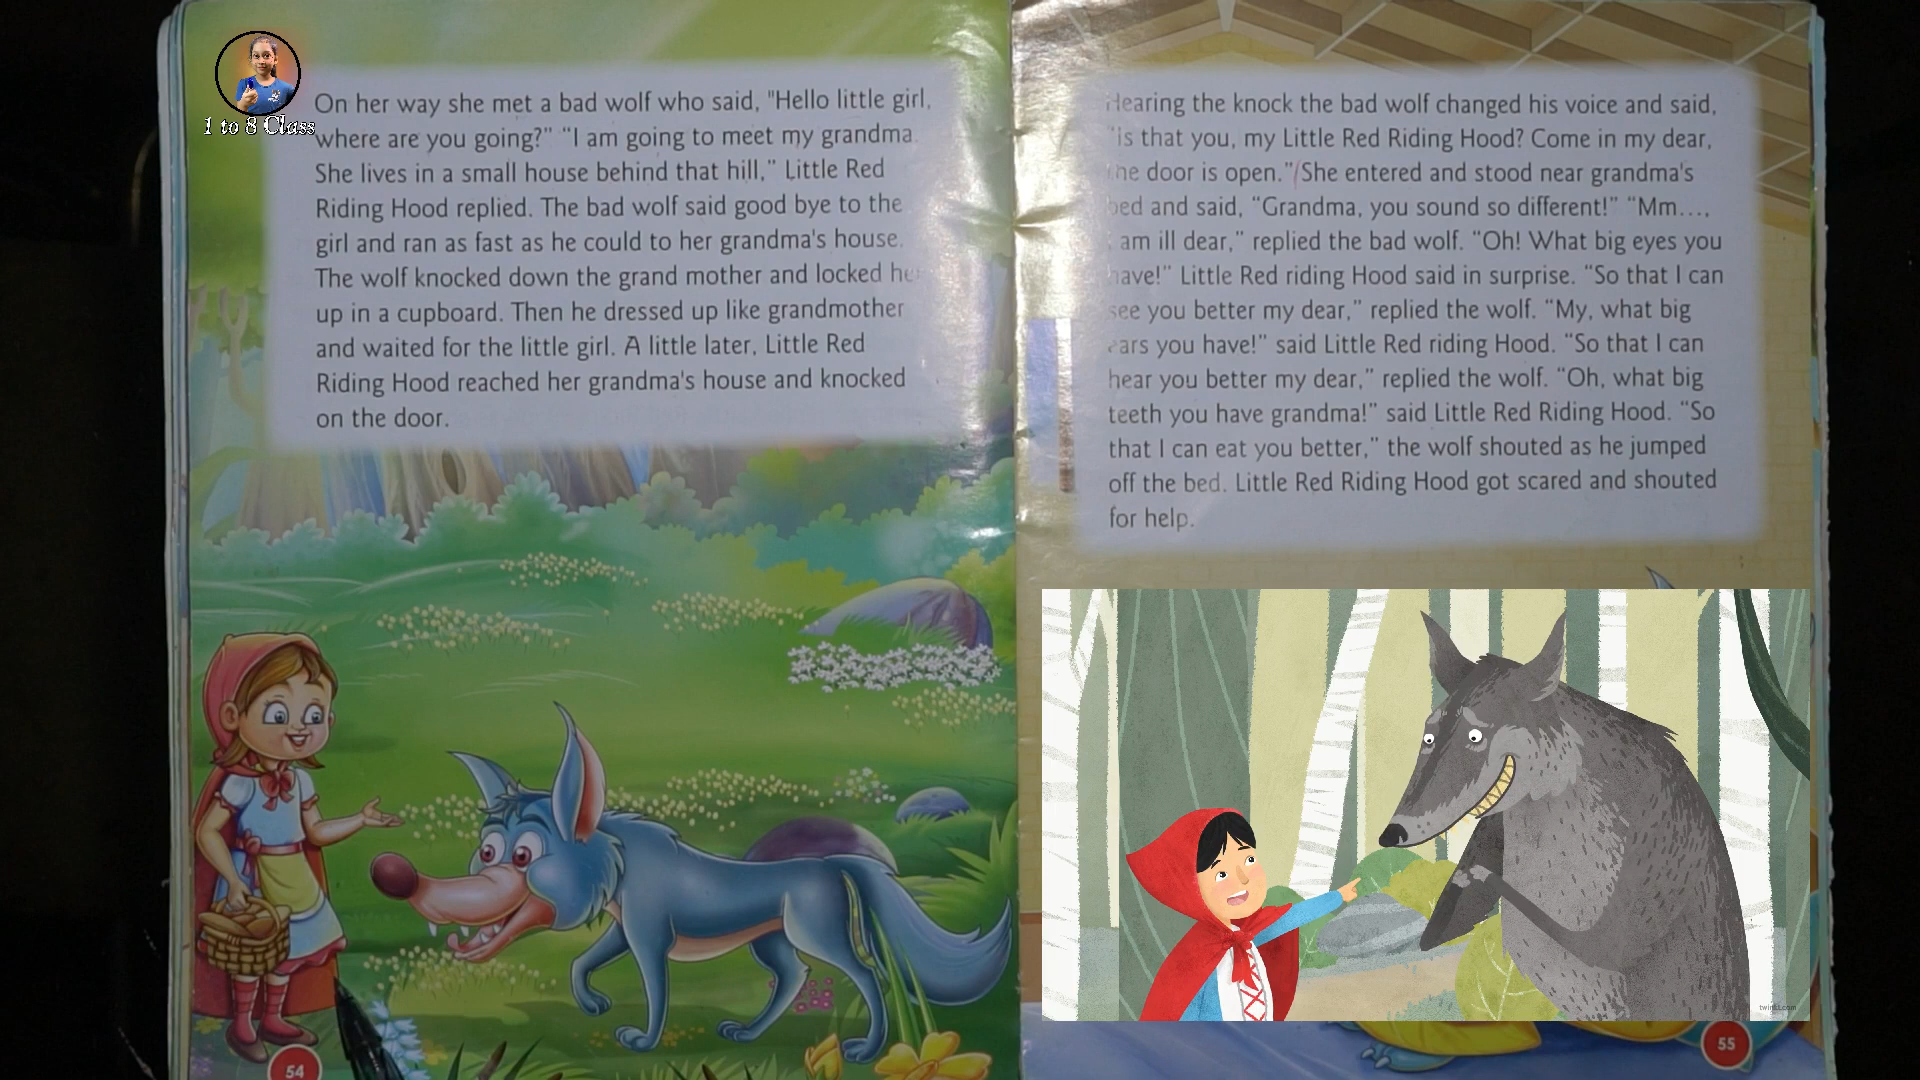 1 to 8 Class
On her way she met a bad wolf who said, "Hello little girl,
where are you going?" "I am going to meet my grandma.
She lives in a small house behind that hill," Little Red
Riding Hood replied. The bad wolf said good bye to the
girl and ran as fast as he could to her grandma's house.
The wolf knocked down the grand mother and locked her
up in a cupboard. Then he dressed up like grandmother
and waited for the little girl. A little later, Little Red
Riding Hood reached her grandma's house and knocked
on the door.
54
Hearing the knock the bad wolf changed his voice and said,
"is that you, my Little Red Riding Hood? Come in my dear,
the door is open." She entered and stood near grandma's
bed and said, "Grandma, you sound so different!" "Mm...,
I am ill dear," replied the bad wolf. "Oh! What big eyes you
have!" Little Red riding Hood said in surprise. "So that I can
see you better my dear," replied the wolf. "My, what big
ears you have!" said Little Red riding Hood. "So that I can
hear you better my dear," replied the wolf. "Oh, what big
teeth you have grandma!" said Little Red Riding Hood. "So
that I can eat you better," the wolf shouted as he jumped
off the bed. Little Red Riding Hood got scared and shouted
for help.
twinkl.com
55